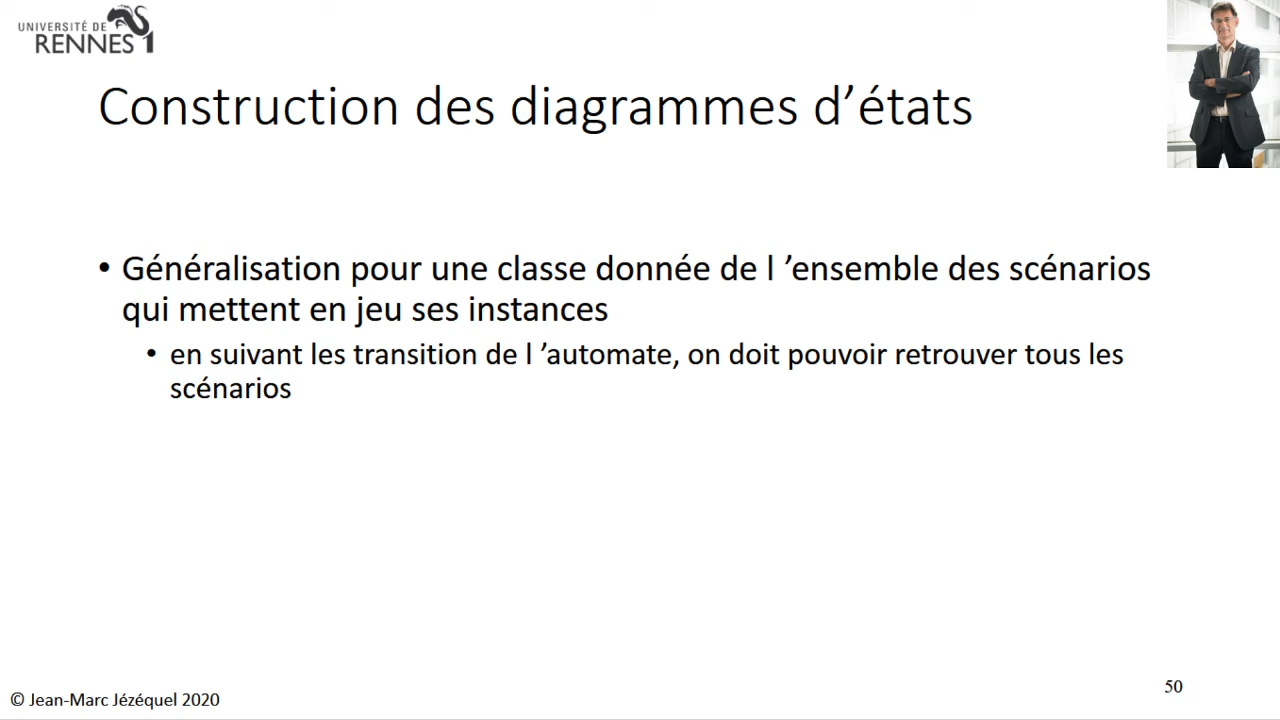 UNIVERSITÉ DE
RENNES 1
Construction des diagrammes d’états
• Généralisation pour une classe donnée de l ’ensemble des scénarios
qui mettent en jeu ses instances
• en suivant les transition de l ’automate, on doit pouvoir retrouver tous les
scénarios
© Jean-Marc Jézéquel 2020
50